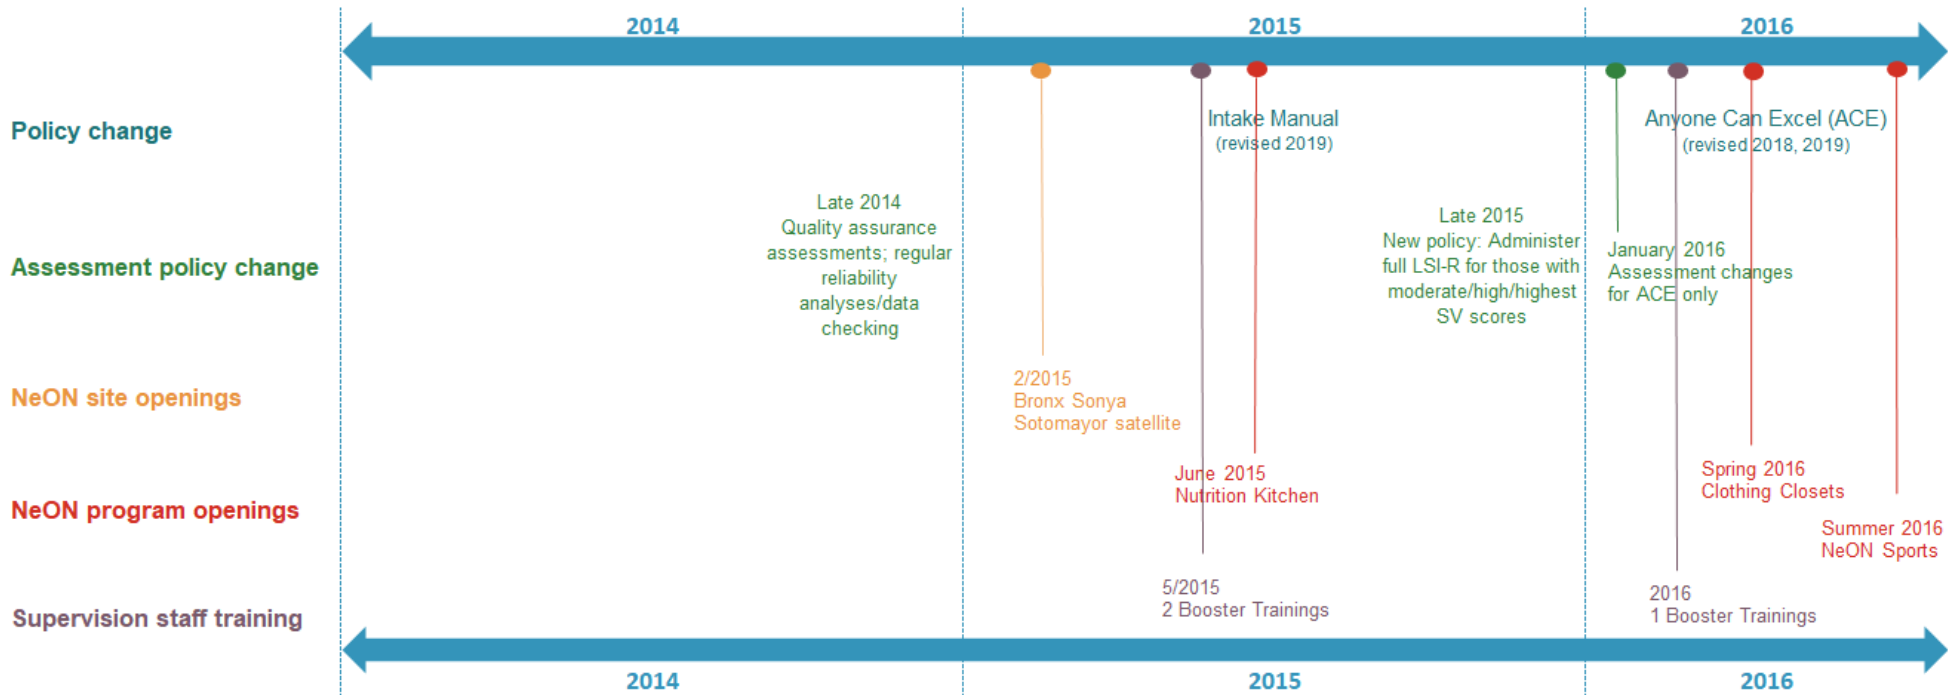 2014
2015
2016
Policy change
Intake Manual
(revised 2019)
Anyone Can Excel (ACE)
(revised 2018, 2019)
Assessment policy change
Late 2014
Quality assurance
assessments; regular
reliability
analyses/data
checking
Late 2015
New policy: Administer
full LSI-R for those with
moderate/high/highest
SV scores
January 2016
Assessment changes
for ACE only
NeON site openings
2/2015
Bronx Sonya
Sotomayor satellite
NeON program openings
June 2015
Nutrition Kitchen
Spring 2016
Clothing Closets
Summer 2016
NeON Sports
Supervision staff training
5/2015
2 Booster Trainings
2016
1 Booster Trainings
2014
2015
2016